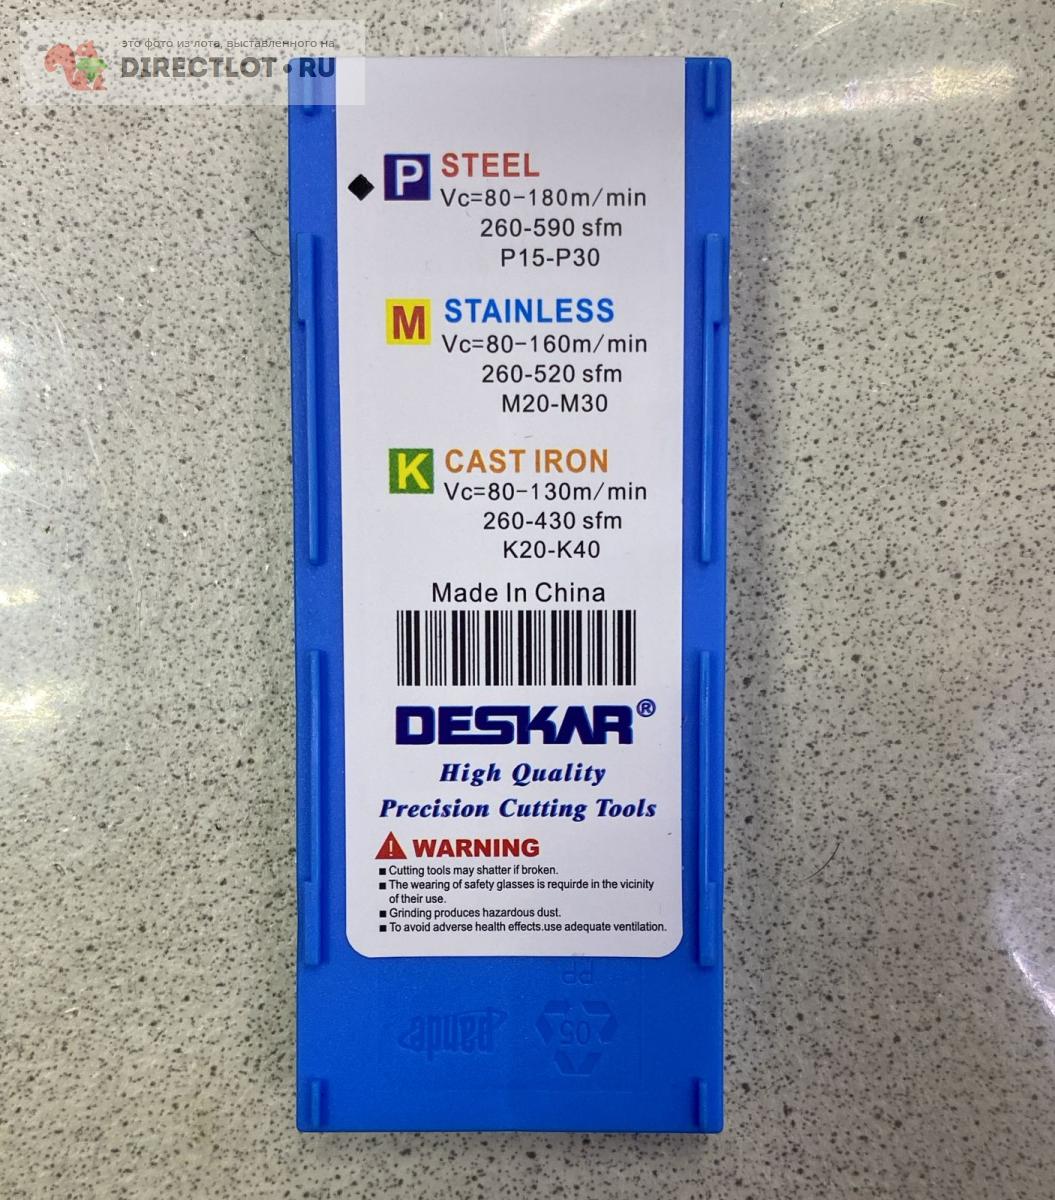 это фото из лота, выставленного на
DIRECTLOT • RU
P STEEL
Vc=80-180m/min
260-590 sfm
P15-P30
M STAINLESS
Vc=80-160m/min
260-520 sfm
M20-M30
K CAST IRON
Vc=80-130m/min
260-430 sfm
K20-K40
Made In China
DESKAR®
High Quality
Precision Cutting Tools
WARNING
Cutting tools may shatter if broken.
The wearing of safety glasses is requirde in the vicinity
of their use.
Grinding produces hazardous dust.
To avoid adverse health effects.use adequate ventilation.
PP
pande
05